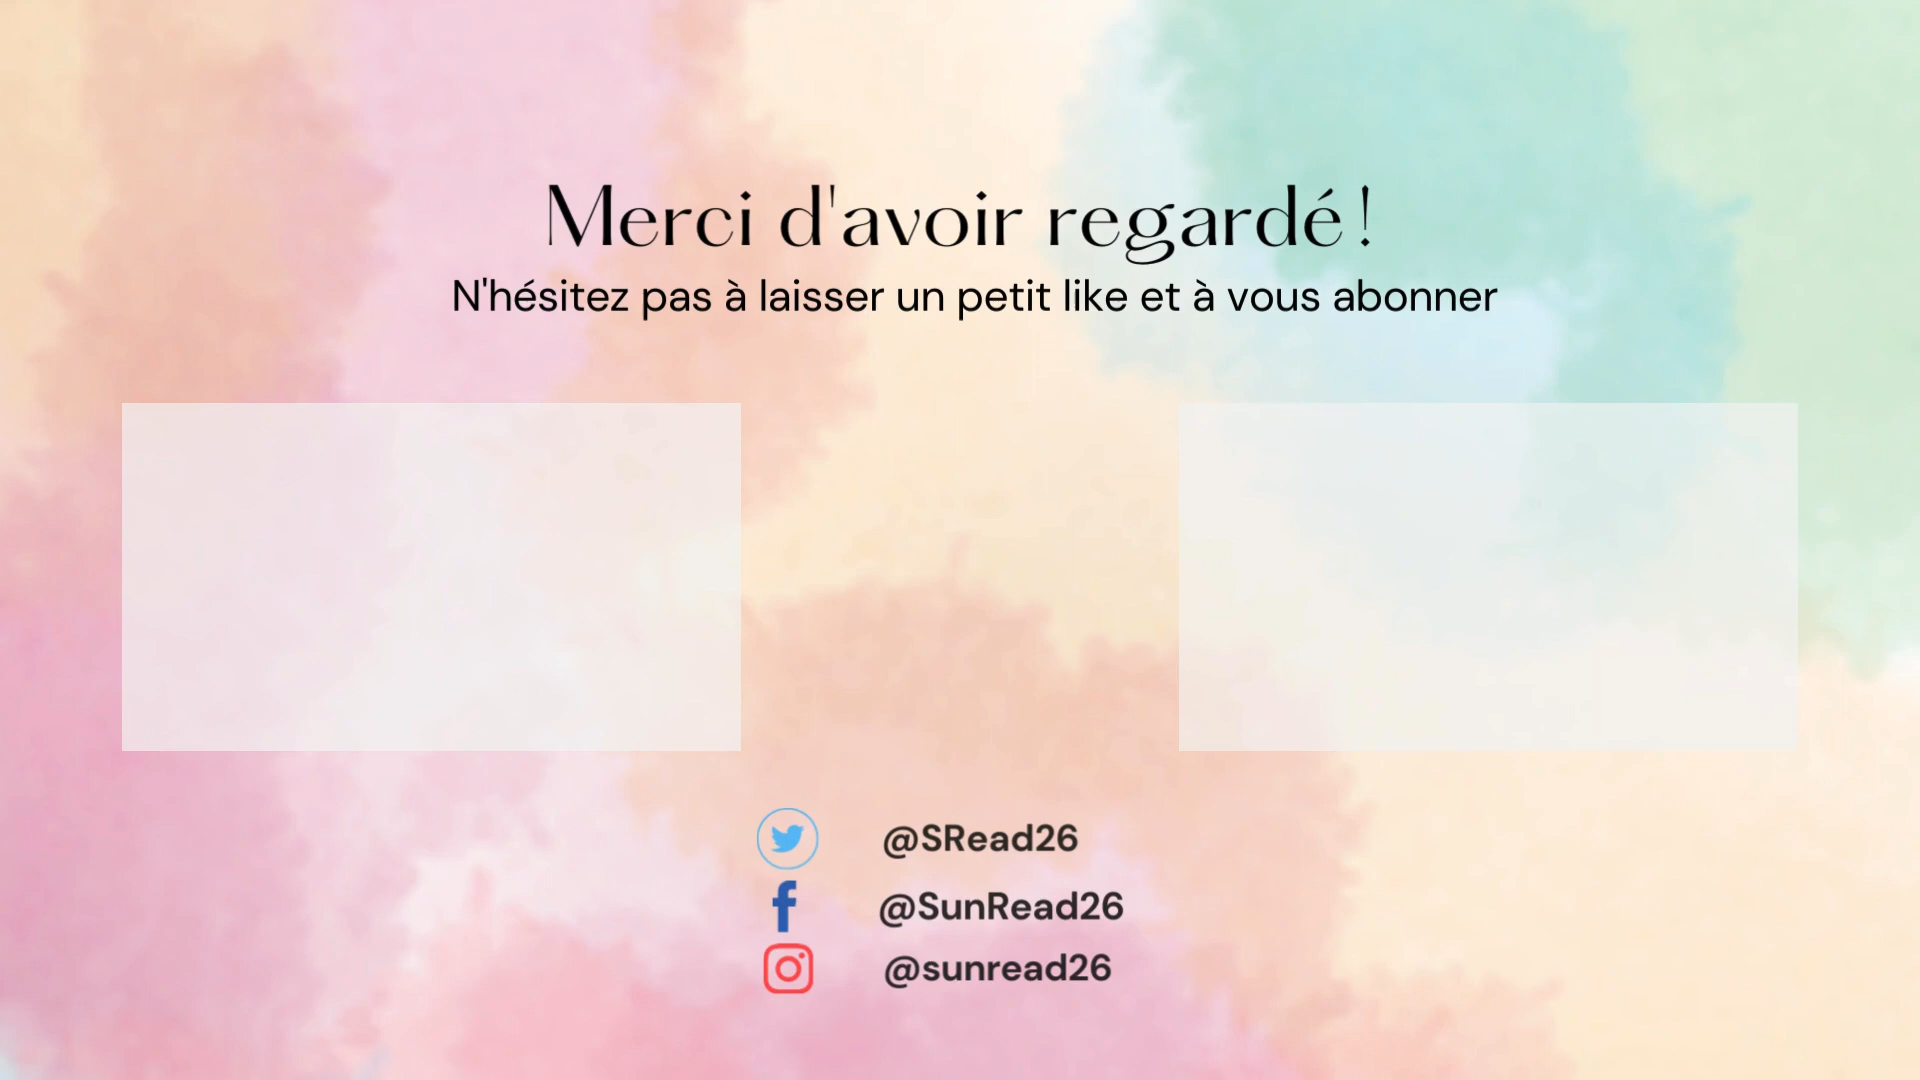 Merci d'avoir regardé !
N'hésitez pas à laisser un petit like et à vous abonner
@SRead26
@SunRead26
@sunread26